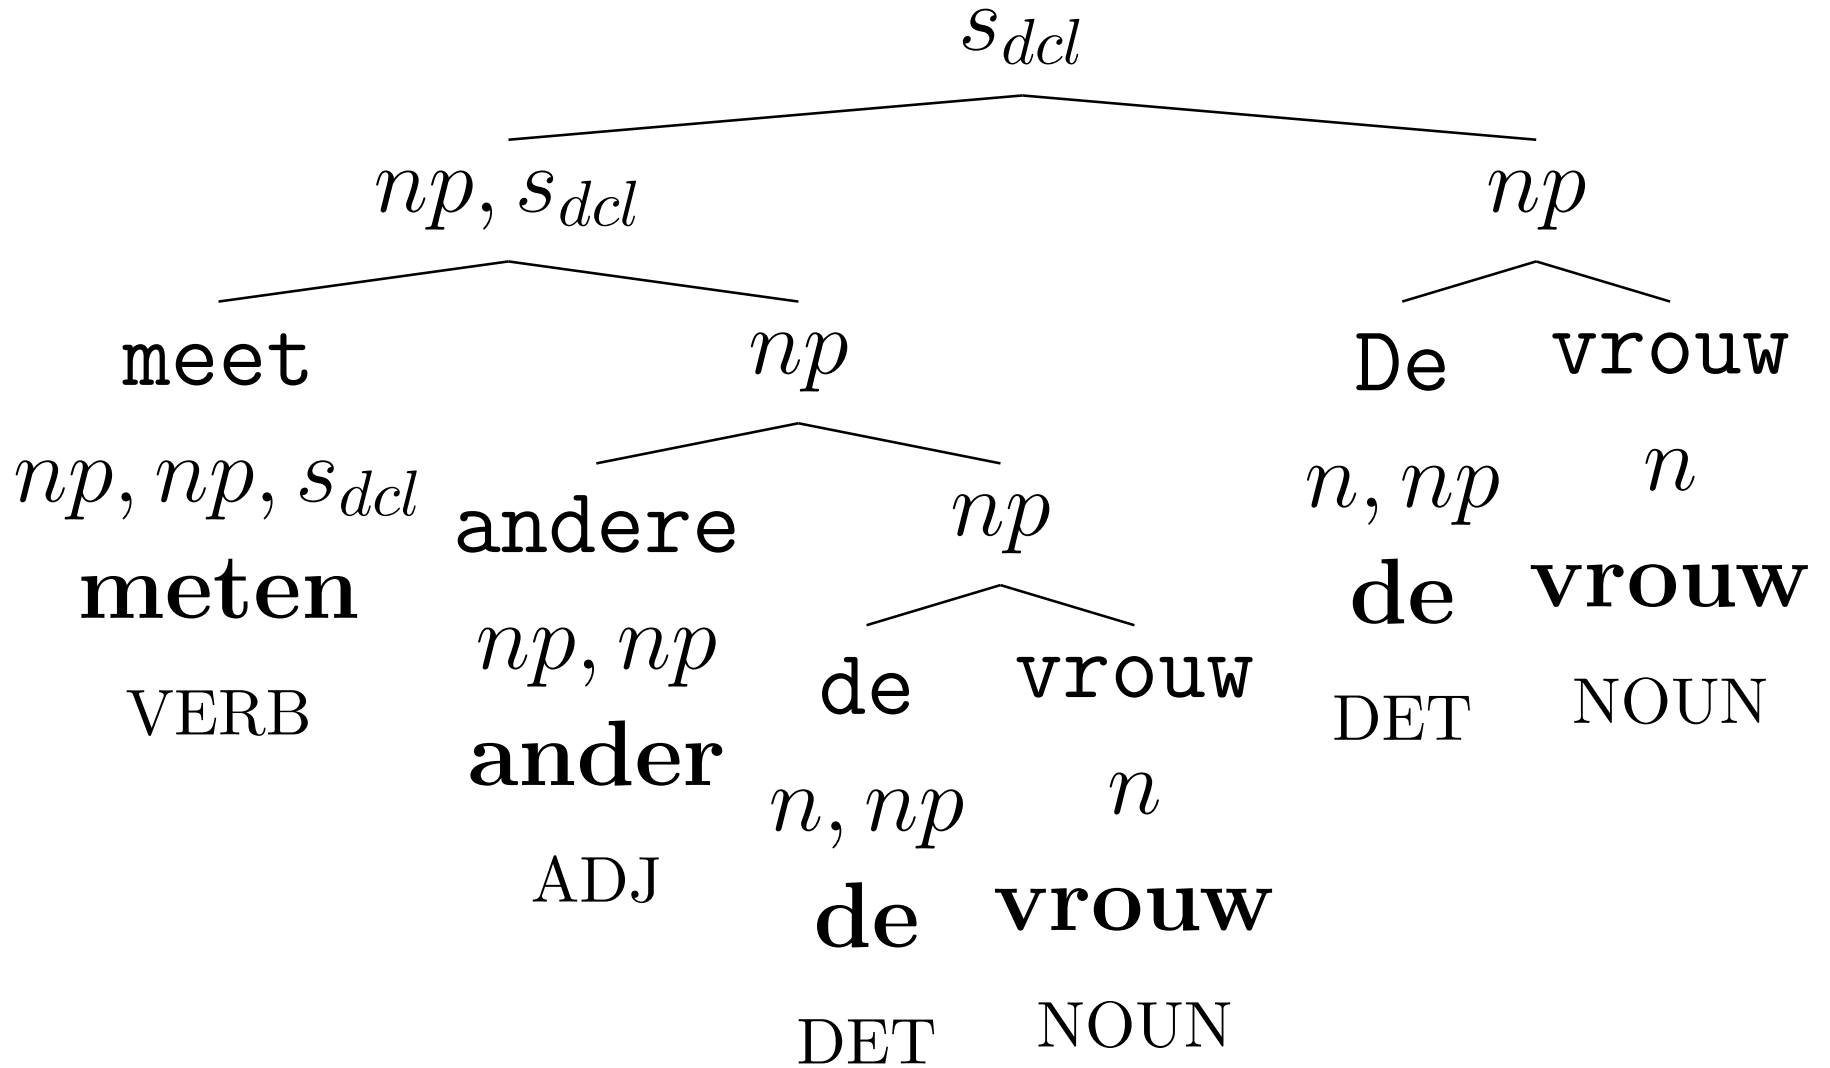 s_dcl
np, s_dcl np
meet np De vrouw
np, np, s_dcl andere np n, np n
meten np, np de vrouw de vrouw
VERB ander n, np n DET NOUN
ADJ de vrouw
DET NOUN